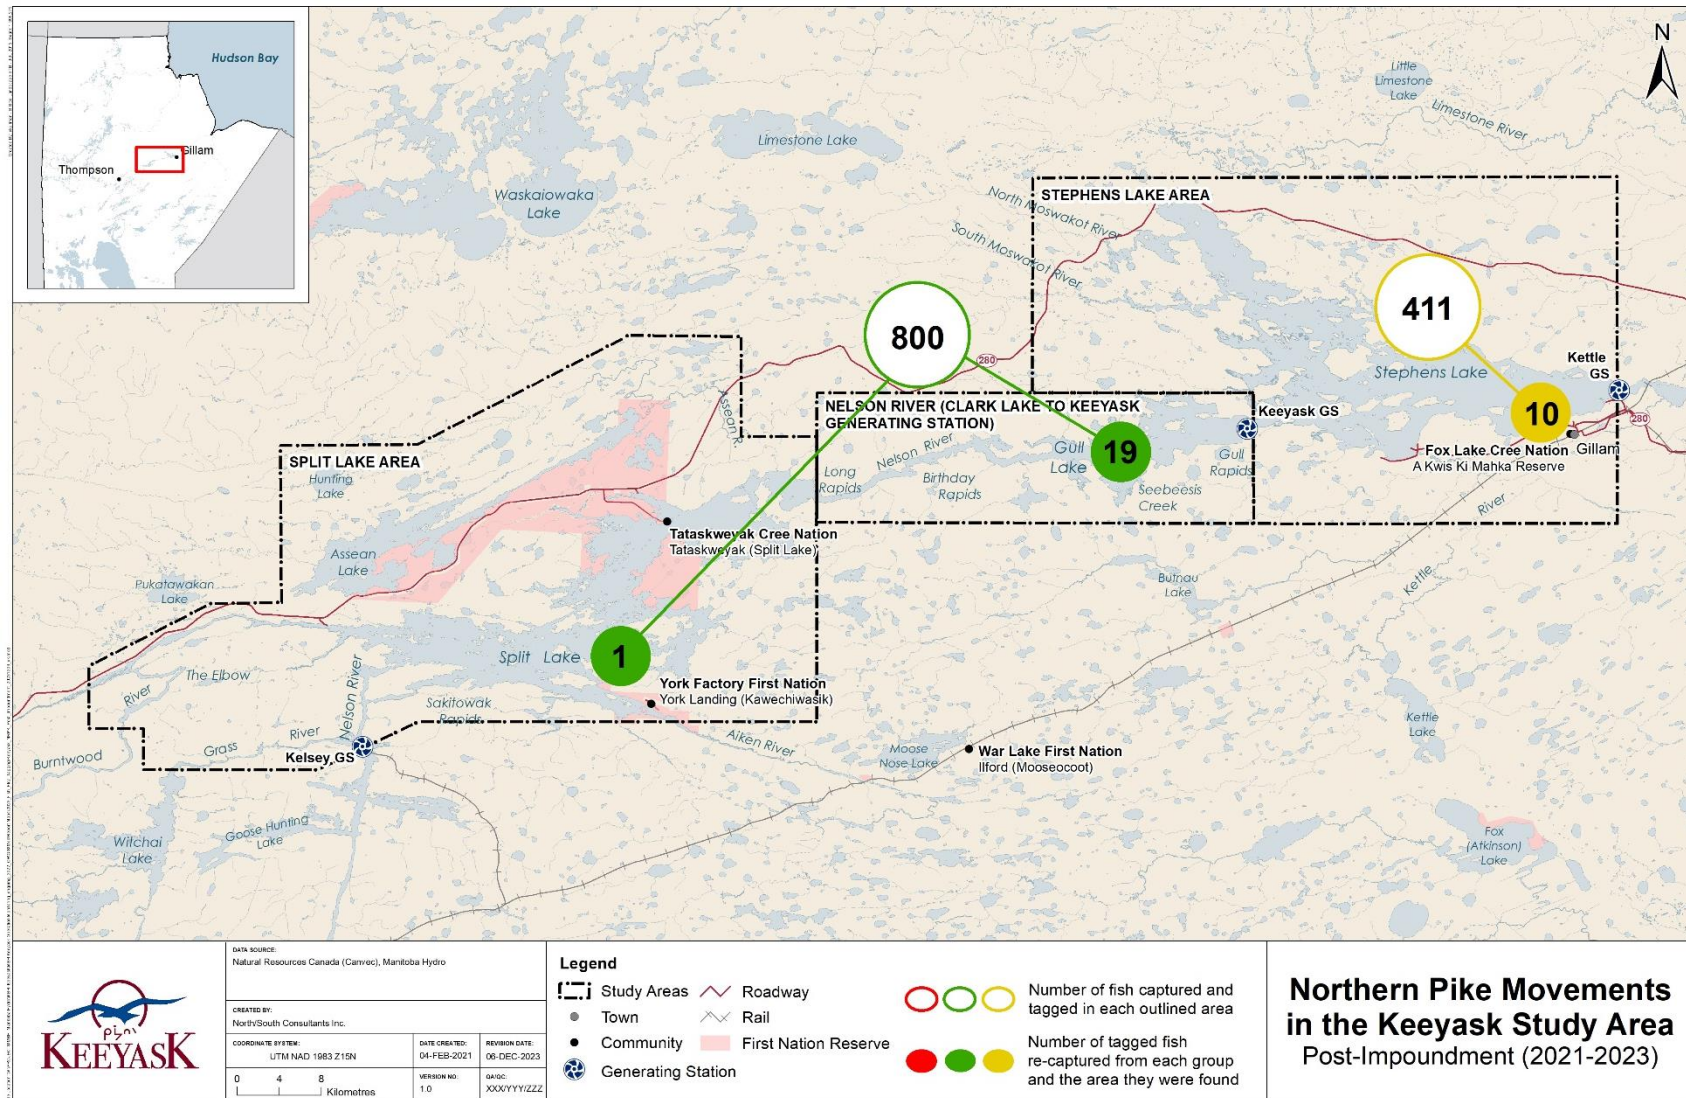 Hudson Bay
Gillam
Thompson
N
Little
Limestone
Lake
Limestone River
Limestone Lake
Waskaiowaka
Lake
North Moswakot River
South Moswakot River
STEPHENS LAKE AREA
800
411
280
Stephens Lake
Kettle
GS
10
280
Gillam
Fox Lake Cree Nation
A Kwis Ki Mahka Reserve
Keeyask GS
NELSON RIVER (CLARK LAKE TO KEEYASK
GENERATING STATION)
Assean R.
Long
Rapids
Nelson River
Birthday
Rapids
Gull
Lake
19
Gull
Rapids
Seebeesis
Creek
SPLIT LAKE AREA
Hunting
Lake
Assean
Lake
Tataskweyak Cree Nation
Tataskweyak (Split Lake)
Pukatawakan
Lake
Butnau
Lake
Kettle
River
Split Lake
1
The Elbow
River
Burntwood
Nelson River
Sakitowak
Rapids
York Factory First Nation
York Landing (Kawechiwasik)
Aiken River
Grass
River
Kelsey GS
Moose
Nose Lake
War Lake First Nation
Ilford (Mooseocoot)
Kettle
Lake
Witchai
Lake
Goose Hunting
Lake
Fox
(Atkinson)
Lake
KEEYASK
DATA SOURCE:
Natural Resources Canada (Canvec), Manitoba Hydro
CREATED BY:
North/South Consultants Inc.
COORDINATE SYSTEM:
UTM NAD 1983 Z15N
DATE CREATED:
04-FEB-2021
REVISION DATE:
06-DEC-2023
0 4 8
Kilometres
VERSION NO:
1.0
QA/QC:
XXX/YYY/ZZZ
Legend
Study Areas
Town
Community
Generating Station
Roadway
Rail
First Nation Reserve
Number of fish captured and
tagged in each outlined area
Number of tagged fish
re-captured from each group
and the area they were found
Northern Pike Movements
in the Keeyask Study Area
Post-Impoundment (2021-2023)